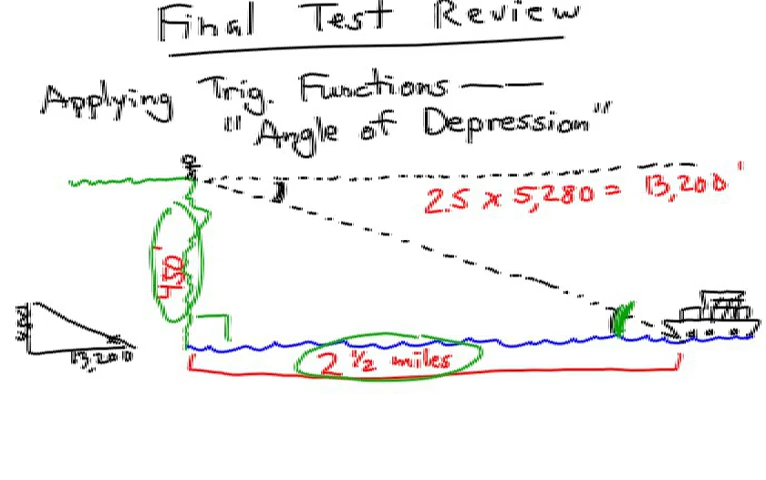 Final Test Review
Applying Trig. Functions —
"Angle of Depression"
2.5 x 5,280 = 13,200'
450'
13,200
2 ½ miles